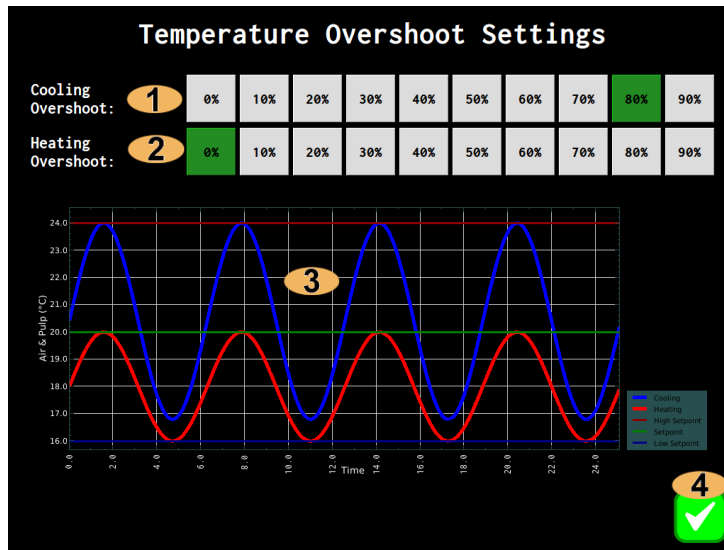 Temperature Overshoot Settings
Cooling
Overshoot:
1
0% 10% 20% 30% 40% 50% 60% 70% 80% 90%
Heating
Overshoot:
2
0% 10% 20% 30% 40% 50% 60% 70% 80% 90%
Air & Pulp (°C)
24.0
23.0
22.0
21.0
20.0
19.0
18.0
17.0
16.0
3
0.0 2.0 4.0 6.0 8.0 10.0 12.0 14.0 16.0 18.0 20.0 22.0 24.0
Time
Cooling
Heating
High Setpoint
Setpoint
Low Setpoint
4